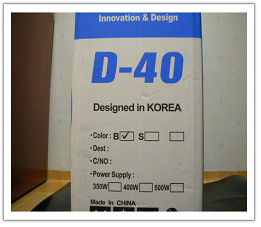 Innovation & Design
D-40
Designed in KOREA
• Color : B ☑ S ☐ ☐
• Dest :
• C/NO :
• Power Supply :
350W ☐ 400W ☐ 500W ☐
Made In CHINA